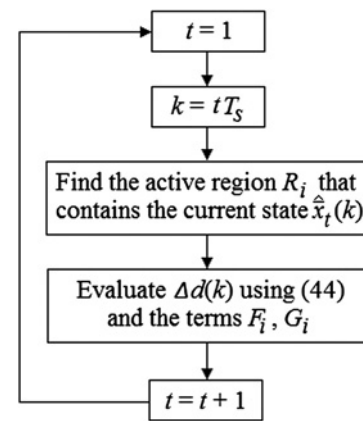 t = 1
k = tT_s
Find the active region R_i that
contains the current state x̂̄_t(k)
Evaluate Δd(k) using (44)
and the terms F_i , G_i
t = t + 1